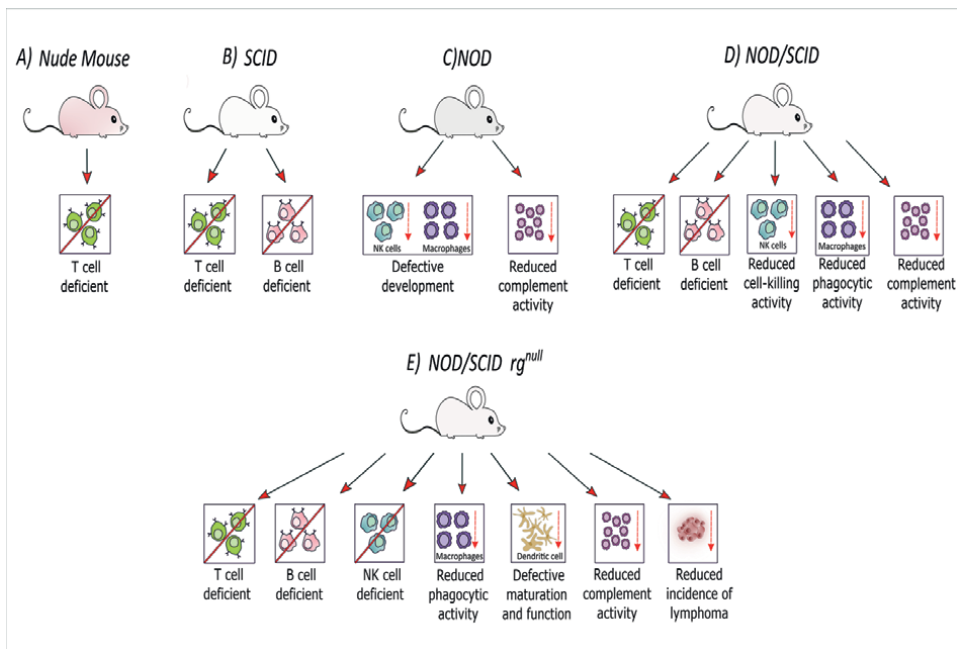 A) Nude Mouse
B) SCID
C)NOD
D) NOD/SCID
NK cells
Macrophages
NK cells
Macrophages
T cell
deficient
T cell
deficient
B cell
deficient
Defective
development
Reduced
complement
activity
T cell
deficient
B cell
deficient
Reduced
cell-killing
activity
Reduced
phagocytic
activity
Reduced
complement
activity
E) NOD/SCID rg^null
Macrophages
Dendritic cell
T cell
deficient
B cell
deficient
NK cell
deficient
Reduced
phagocytic
activity
Defective
maturation
and function
Reduced
complement
activity
Reduced
incidence of
lymphoma